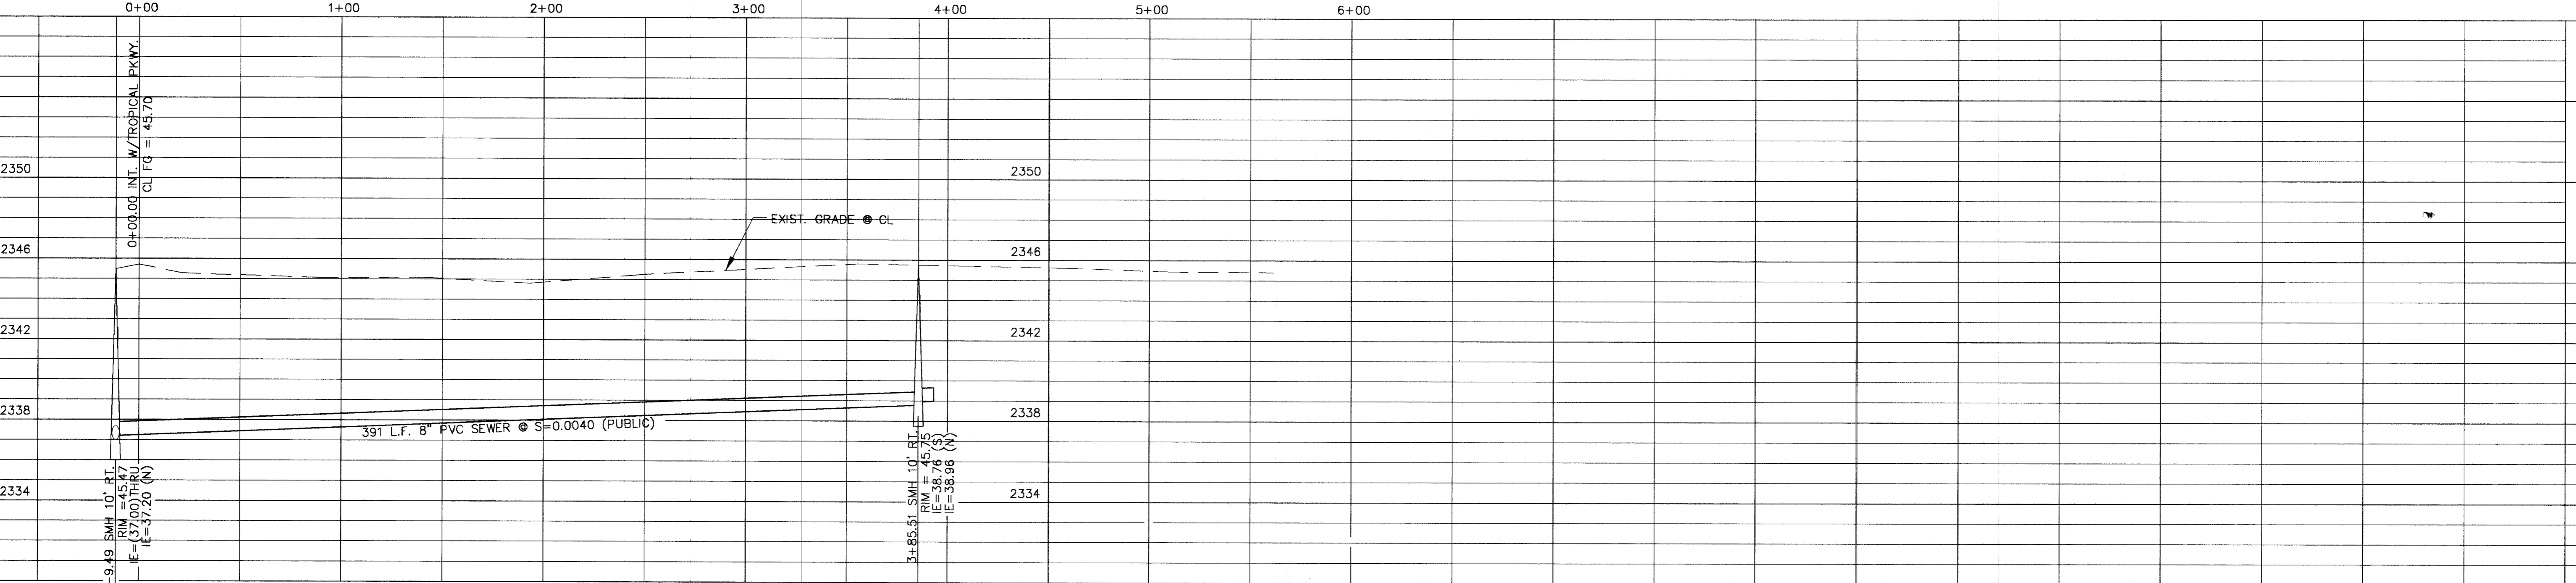 0+00
1+00
2+00
3+00
4+00
5+00
6+00
0+00.00 INT. W/TROPICAL PKWY.
CL FG = 45.70
2350
2350
EXIST. GRADE @ CL
2346
2346
2342
2342
2338
2338
391 L.F. 8" PVC SEWER @ S=0.0040 (PUBLIC)
2334
2334
-9.49 SMH 10' RT.
RIM =45.47
IE=(37.00)THRU
IE=37.20 (N)
3+85.51 SMH 10' RT.
RIM = 45.75
IE=38.76 (S)
IE=38.96 (N)